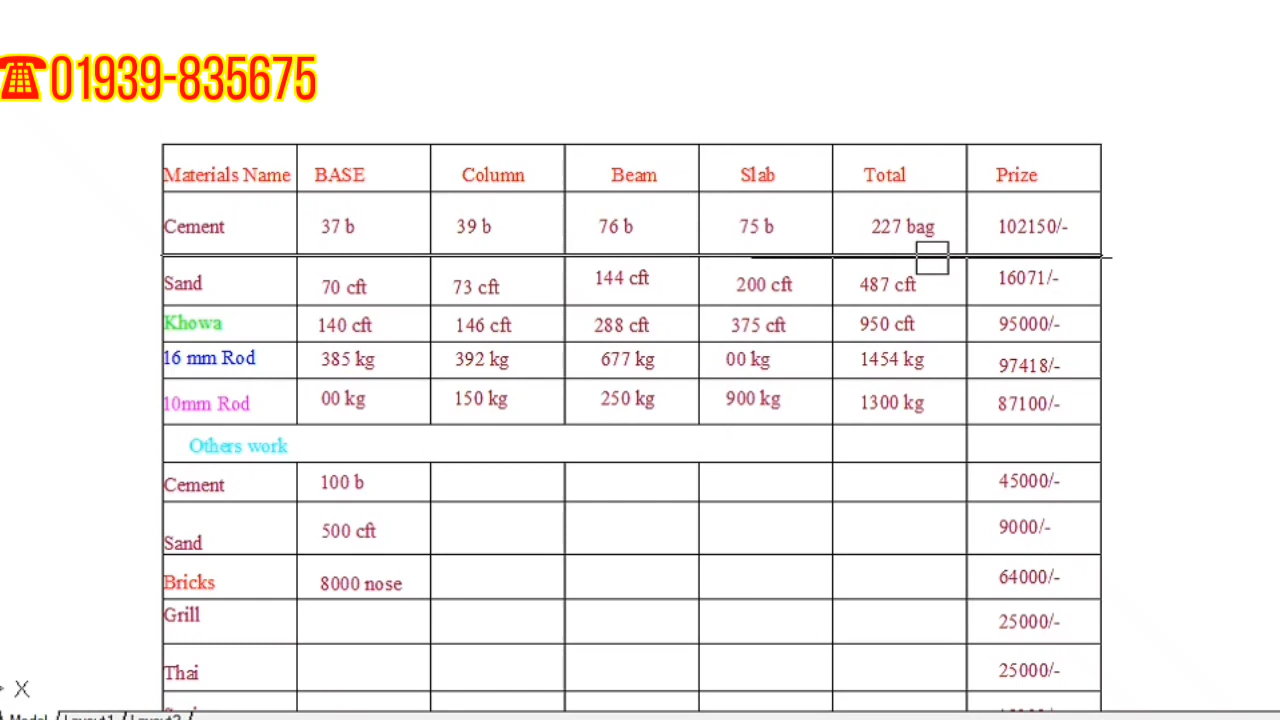 ☎01939-835675
Materials Name BASE Column Beam Slab Total Prize
Cement 37 b 39 b 76 b 75 b 227 bag 102150/-
Sand 70 cft 73 cft 144 cft 200 cft 487 cft 16071/-
Khowa 140 cft 146 cft 288 cft 375 cft 950 cft 95000/-
16 mm Rod 385 kg 392 kg 677 kg 00 kg 1454 kg 97418/-
10mm Rod 00 kg 150 kg 250 kg 900 kg 1300 kg 87100/-
Others work
Cement 100 b 45000/-
Sand 500 cft 9000/-
Bricks 8000 nose 64000/-
Grill 25000/-
Thai 25000/-
X
Model Layout1 Layout2